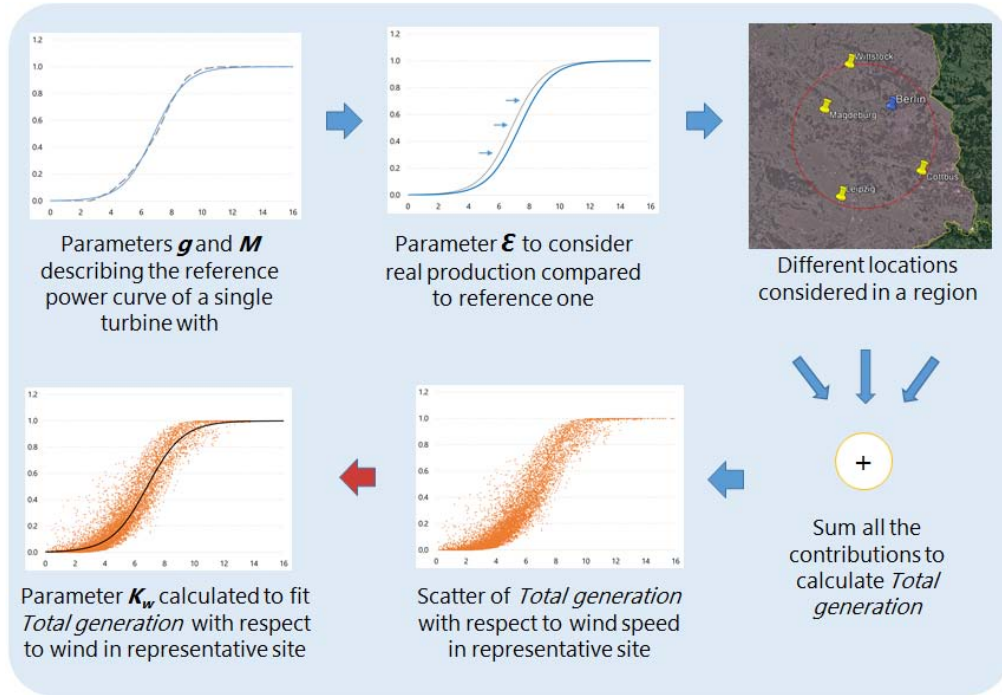 1.2
1.0
0.8
0.6
0.4
0.2
0.0
0 2 4 6 8 10 12 14 16
Parameters g and M
describing the reference
power curve of a single
turbine with
1.2
1.0
0.8
0.6
0.4
0.2
0.0
0 2 4 6 8 10 12 14 16
Parameter Ɛ to consider
real production compared
to reference one
Wittstock
Berlin
Magdeburg
Cottbus
Leipzig
Different locations
considered in a region
+
Sum all the
contributions to
calculate Total
generation
1.2
1.0
0.8
0.6
0.4
0.2
0.0
0 2 4 6 8 10 12 14 16
Scatter of Total generation
with respect to wind speed
in representative site
1.2
1.0
0.8
0.6
0.4
0.2
0.0
0 2 4 6 8 10 12 14 16
Parameter Kw calculated to fit
Total generation with respect
to wind in representative site